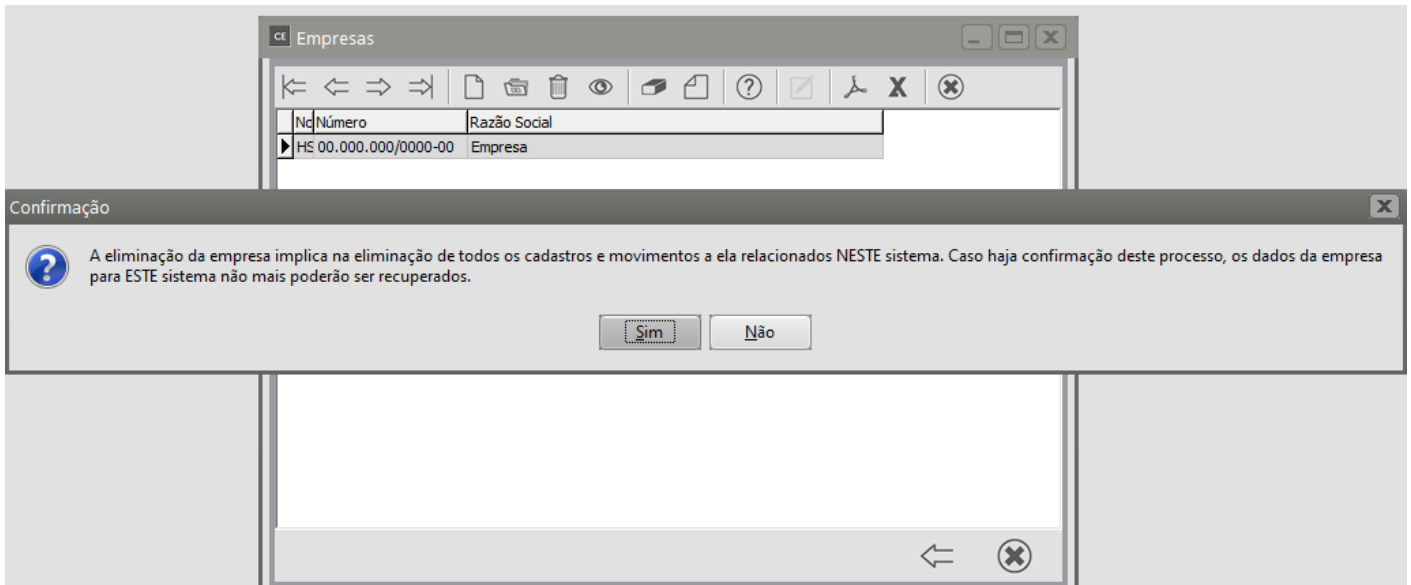 CE Empresas
No Número Razão Social
HS 00.000.000/0000-00 Empresa
Confirmação
A eliminação da empresa implica na eliminação de todos os cadastros e movimentos a ela relacionados NESTE sistema. Caso haja confirmação deste processo, os dados da empresa
para ESTE sistema não mais poderão ser recuperados.
Sim Não